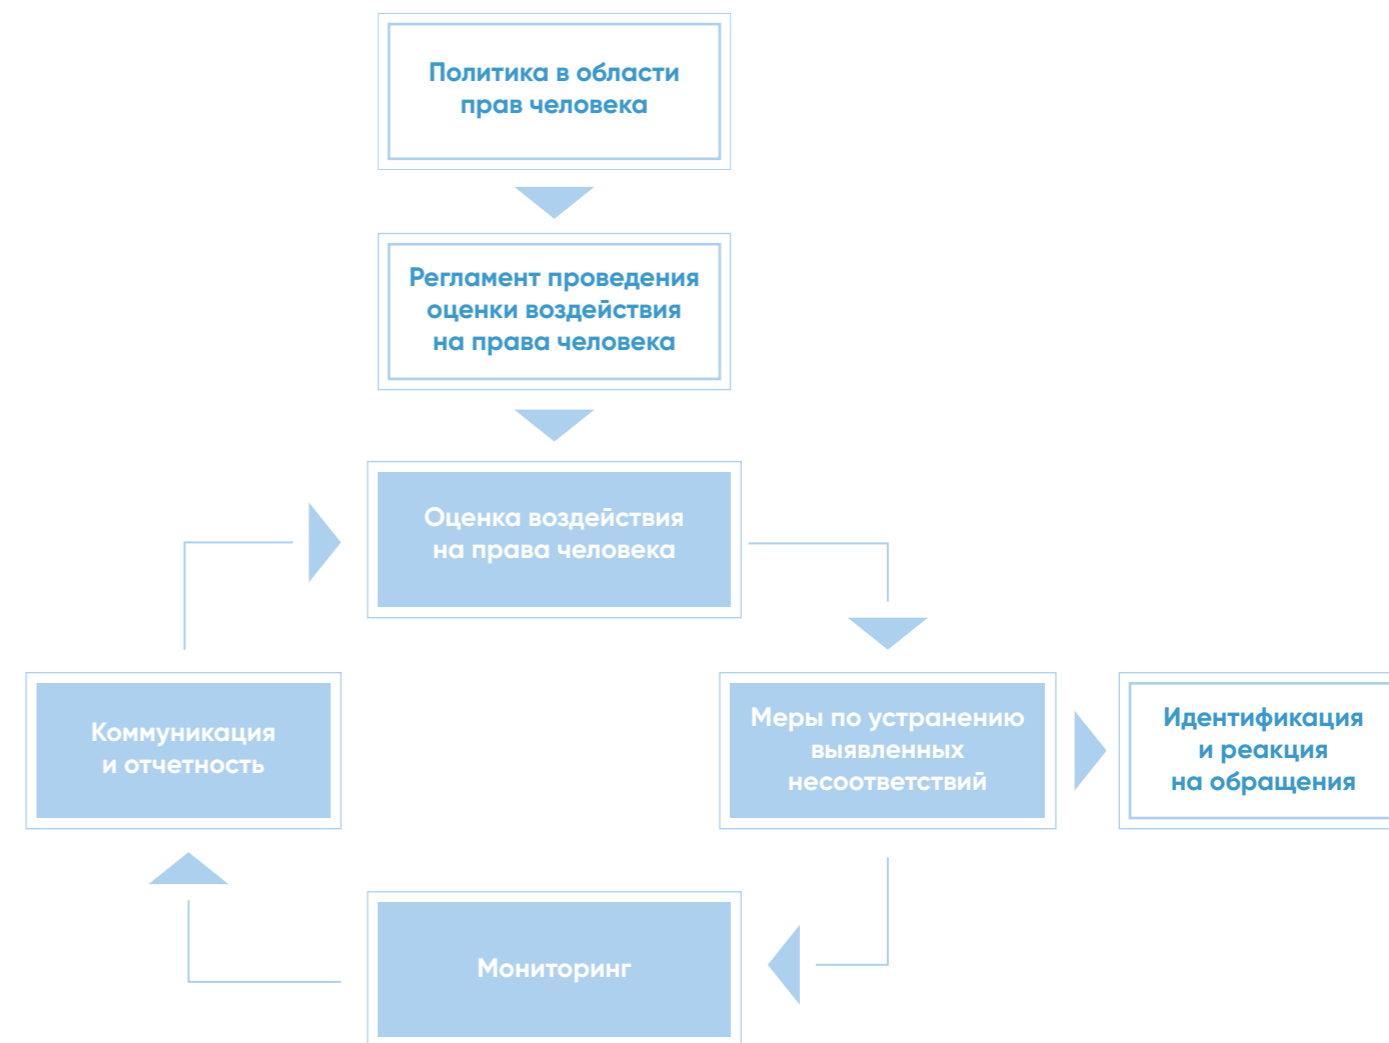 Политика в области
прав человека
Регламент проведения
оценки воздействия
на права человека
Оценка воздействия
на права человека
Коммуникация
и отчетность
Меры по устранению
выявленных
несоответствий
Идентификация
и реакция
на обращения
Мониторинг